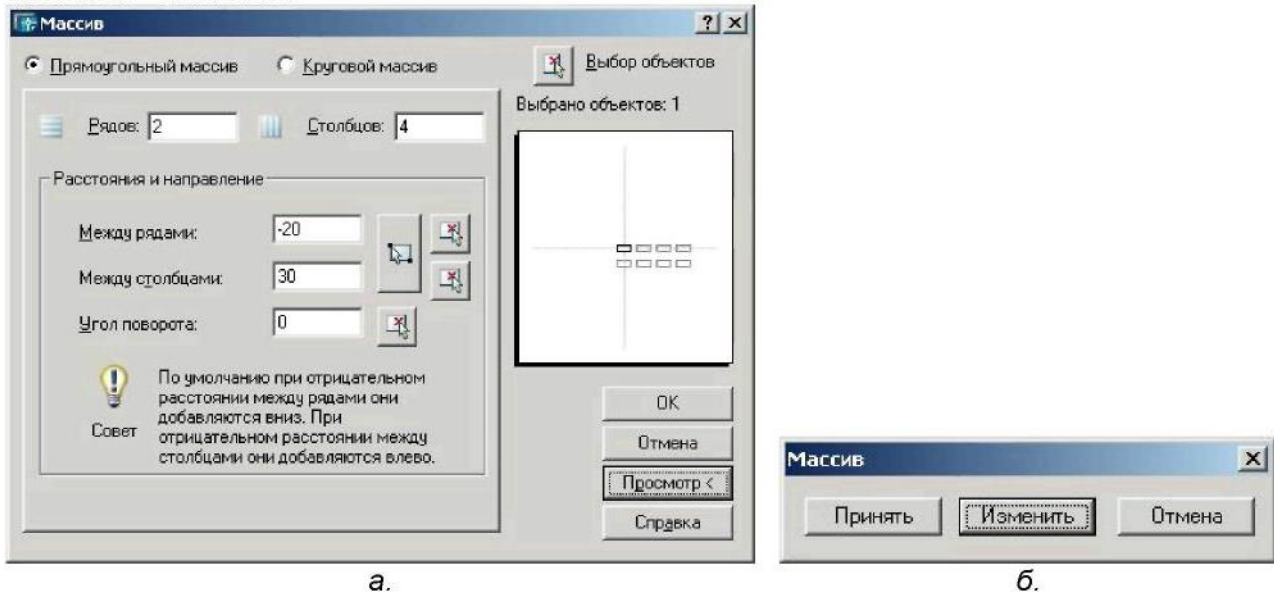 Массив
Прямоугольный массив Круговой массив
Выбор объектов
Выбрано объектов: 1
Рядов: 2 Столбцов: 4
Расстояния и направление
Между рядами: -20
Между столбцами: 30
Угол поворота: 0
Совет
По умолчанию при отрицательном
расстоянии между рядами они
добавляются вниз. При
отрицательном расстоянии между
столбцами они добавляются влево.
OK
Отмена
Просмотр <
Справка
а.
Массив
Принять Изменить Отмена
б.